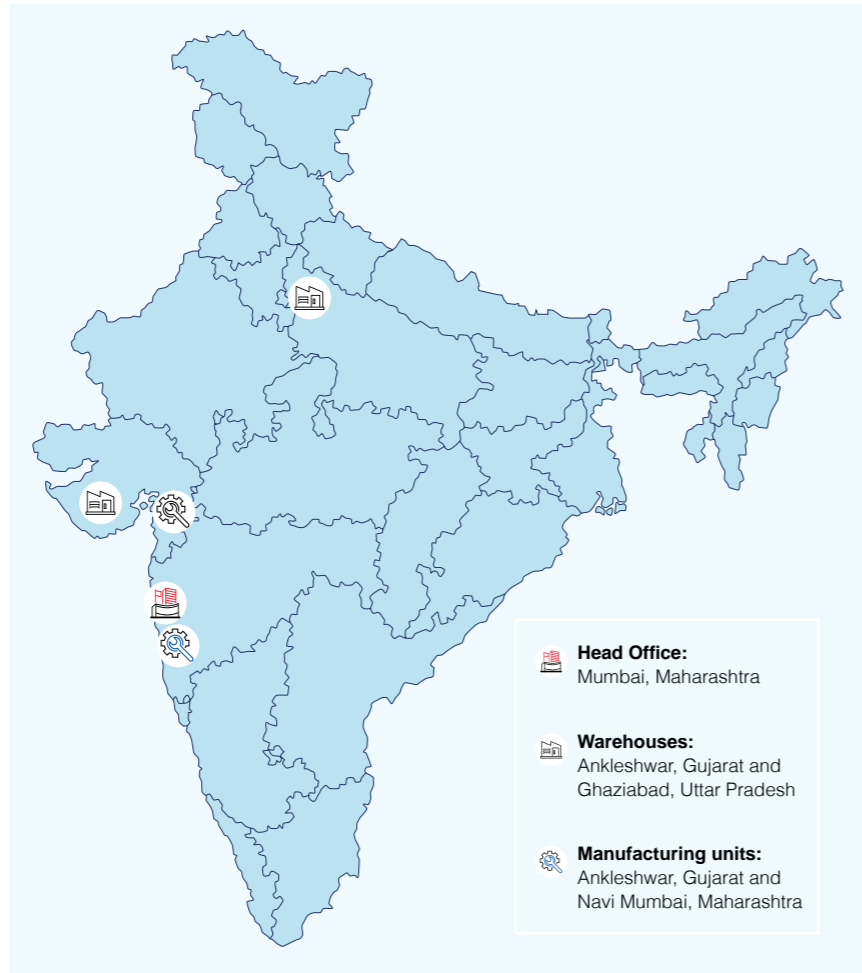 Head Office:
Mumbai, Maharashtra
Warehouses:
Ankleshwar, Gujarat and
Ghaziabad, Uttar Pradesh
Manufacturing units:
Ankleshwar, Gujarat and
Navi Mumbai, Maharashtra